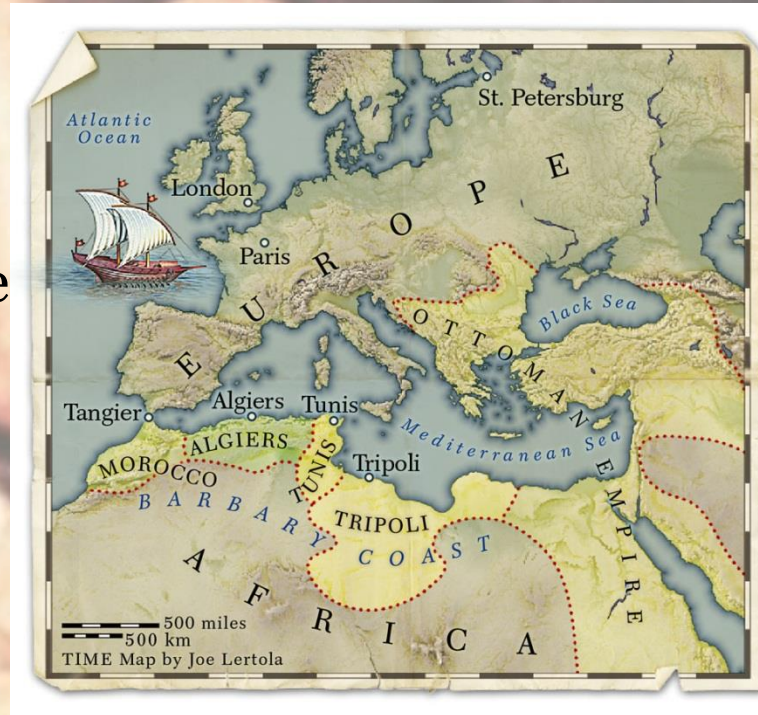 e
Atlantic
Ocean
St. Petersburg
London
Paris
EUROPE
Black Sea
OTTOMAN EMPIRE
Tangier
Algiers
Tunis
Mediterranean Sea
ALGIERS
MOROCCO
TUNIS
Tripoli
TRIPOLI
BARBARY COAST
AFRICA
500 miles
500 km
TIME Map by Joe Lertola